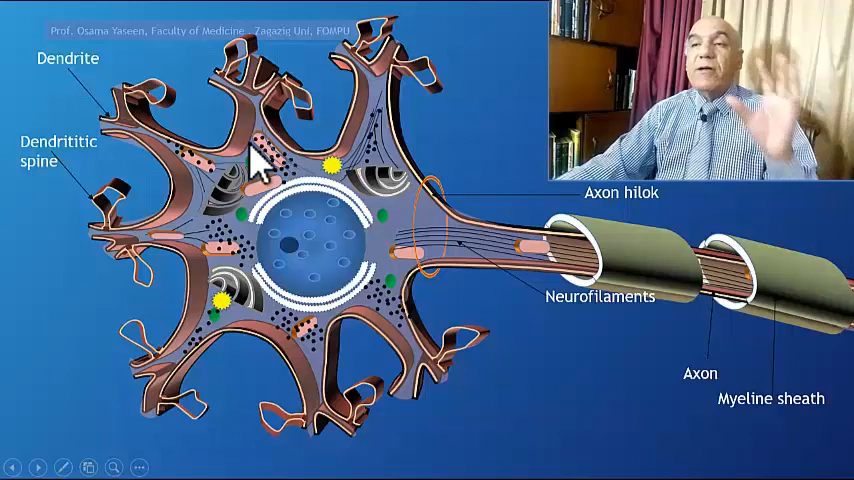 Prof. Osama Yaseen, Faculty of Medicine . Zagazig Uni, FOMPU
Dendrite
Dendrititic
spine
Axon hilok
Neurofilaments
Axon
Myeline sheath